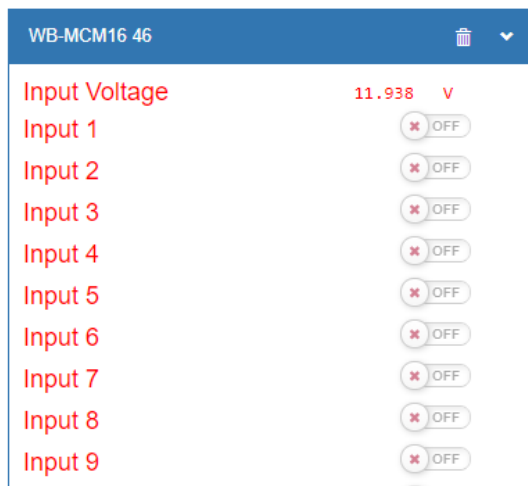 WB-MCM16 46
Input Voltage 11.938 V
Input 1 OFF
Input 2 OFF
Input 3 OFF
Input 4 OFF
Input 5 OFF
Input 6 OFF
Input 7 OFF
Input 8 OFF
Input 9 OFF